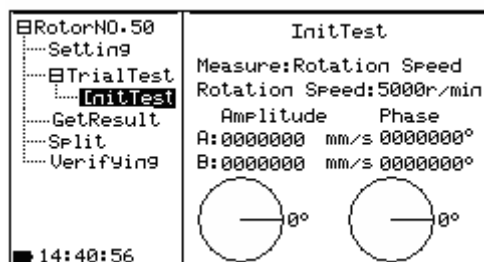 RotorNO.50
Setting
TrialTest
InitTest
GetResult
Split
Verifying
14:40:56
InitTest
Measure:Rotation Speed
Rotation Speed:5000r/min
Amplitude Phase
A:0000000 mm/s 0000000°
B:0000000 mm/s 0000000°
0° 0°